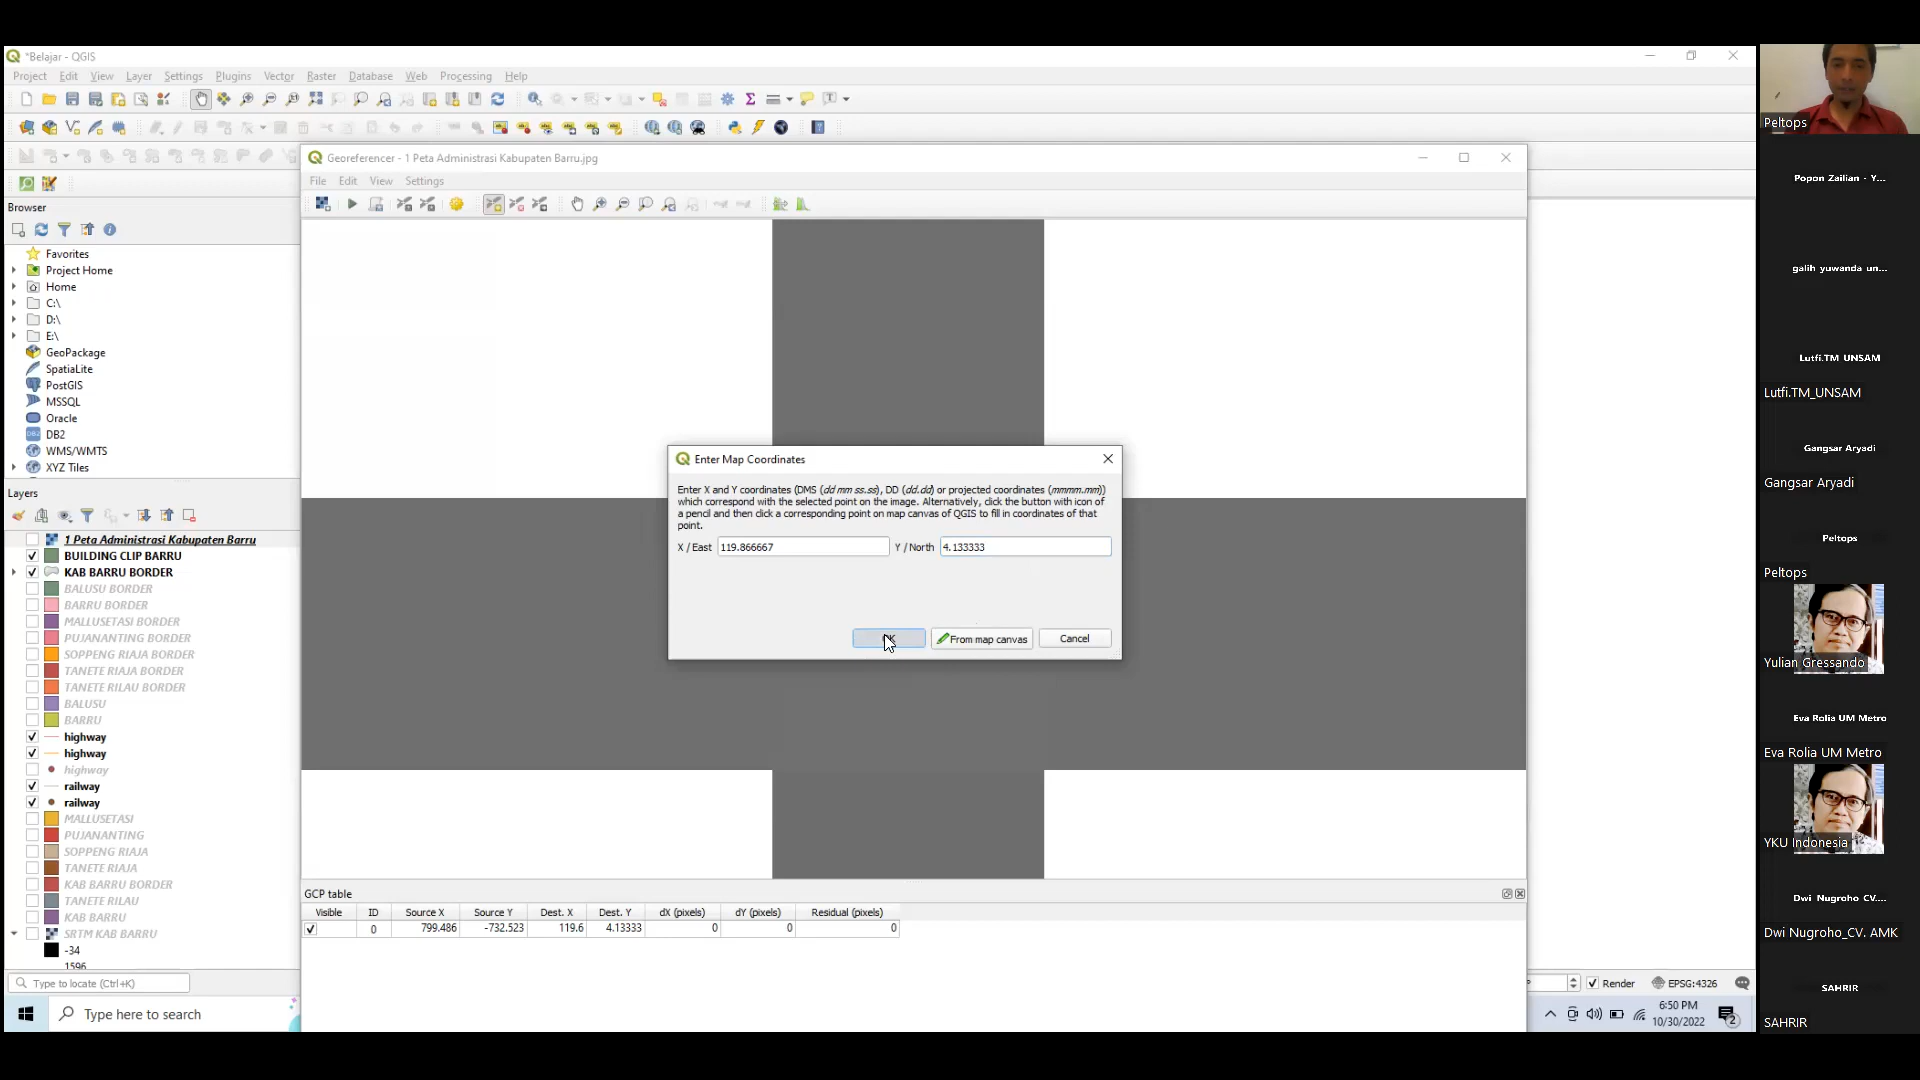 *Belajar - QGIS
Project Edit View Layer Settings Plugins Vector Raster Database Web Processing Help
Georeferencer - 1 Peta Administrasi Kabupaten Barru.jpg
File Edit View Settings
Browser
Favorites
Project Home
Home
C:\
D:\
E:\
GeoPackage
SpatiaLite
PostGIS
MSSQL
Oracle
DB2
WMS/WMTS
XYZ Tiles
Layers
1 Peta Administrasi Kabupaten Barru
BUILDING CLIP BARRU
KAB BARRU BORDER
BALUSU BORDER
BARRU BORDER
MALLUSETASI BORDER
PUJANANTING BORDER
SOPPENG RIAJA BORDER
TANETE RIAJA BORDER
TANETE RILAU BORDER
BALUSU
BARRU
highway
highway
highway
railway
railway
MALLUSETASI
PUJANANTING
SOPPENG RIAJA
TANETE RIAJA
KAB BARRU BORDER
TANETE RILAU
KAB BARRU
SRTM KAB BARRU
-34
1596
Type to locate (Ctrl+K)
Type here to search
Enter Map Coordinates
Enter X and Y coordinates (DMS (dd mm ss.ss), DD (dd.dd) or projected coordinates (mmmm.mm))
which correspond with the selected point on the image. Alternatively, click the button with icon of
a pencil and then click a corresponding point on map canvas of QGIS to fill in coordinates of that
point.
X / East 119.866667 Y / North 4.133333
From map canvas Cancel
GCP table
Visible ID Source X Source Y Dest. X Dest. Y dX (pixels) dY (pixels) Residual (pixels)
0 799.486 -732.523 119.6 4.13333 0 0 0
Render EPSG:4326
6:50 PM
10/30/2022
2
Peltops
Popon Zailian - Y...
galih yuwanda un...
Lutfi.TM UNSAM
Lutfi.TM_UNSAM
Gangsar Aryadi
Gangsar Aryadi
Peltops
Peltops
Yulian Gressando
Eva Rolia UM Metro
Eva Rolia UM Metro
YKU Indonesia
Dwi Nugroho CV....
Dwi Nugroho_CV. AMK
SAHRIR
SAHRIR